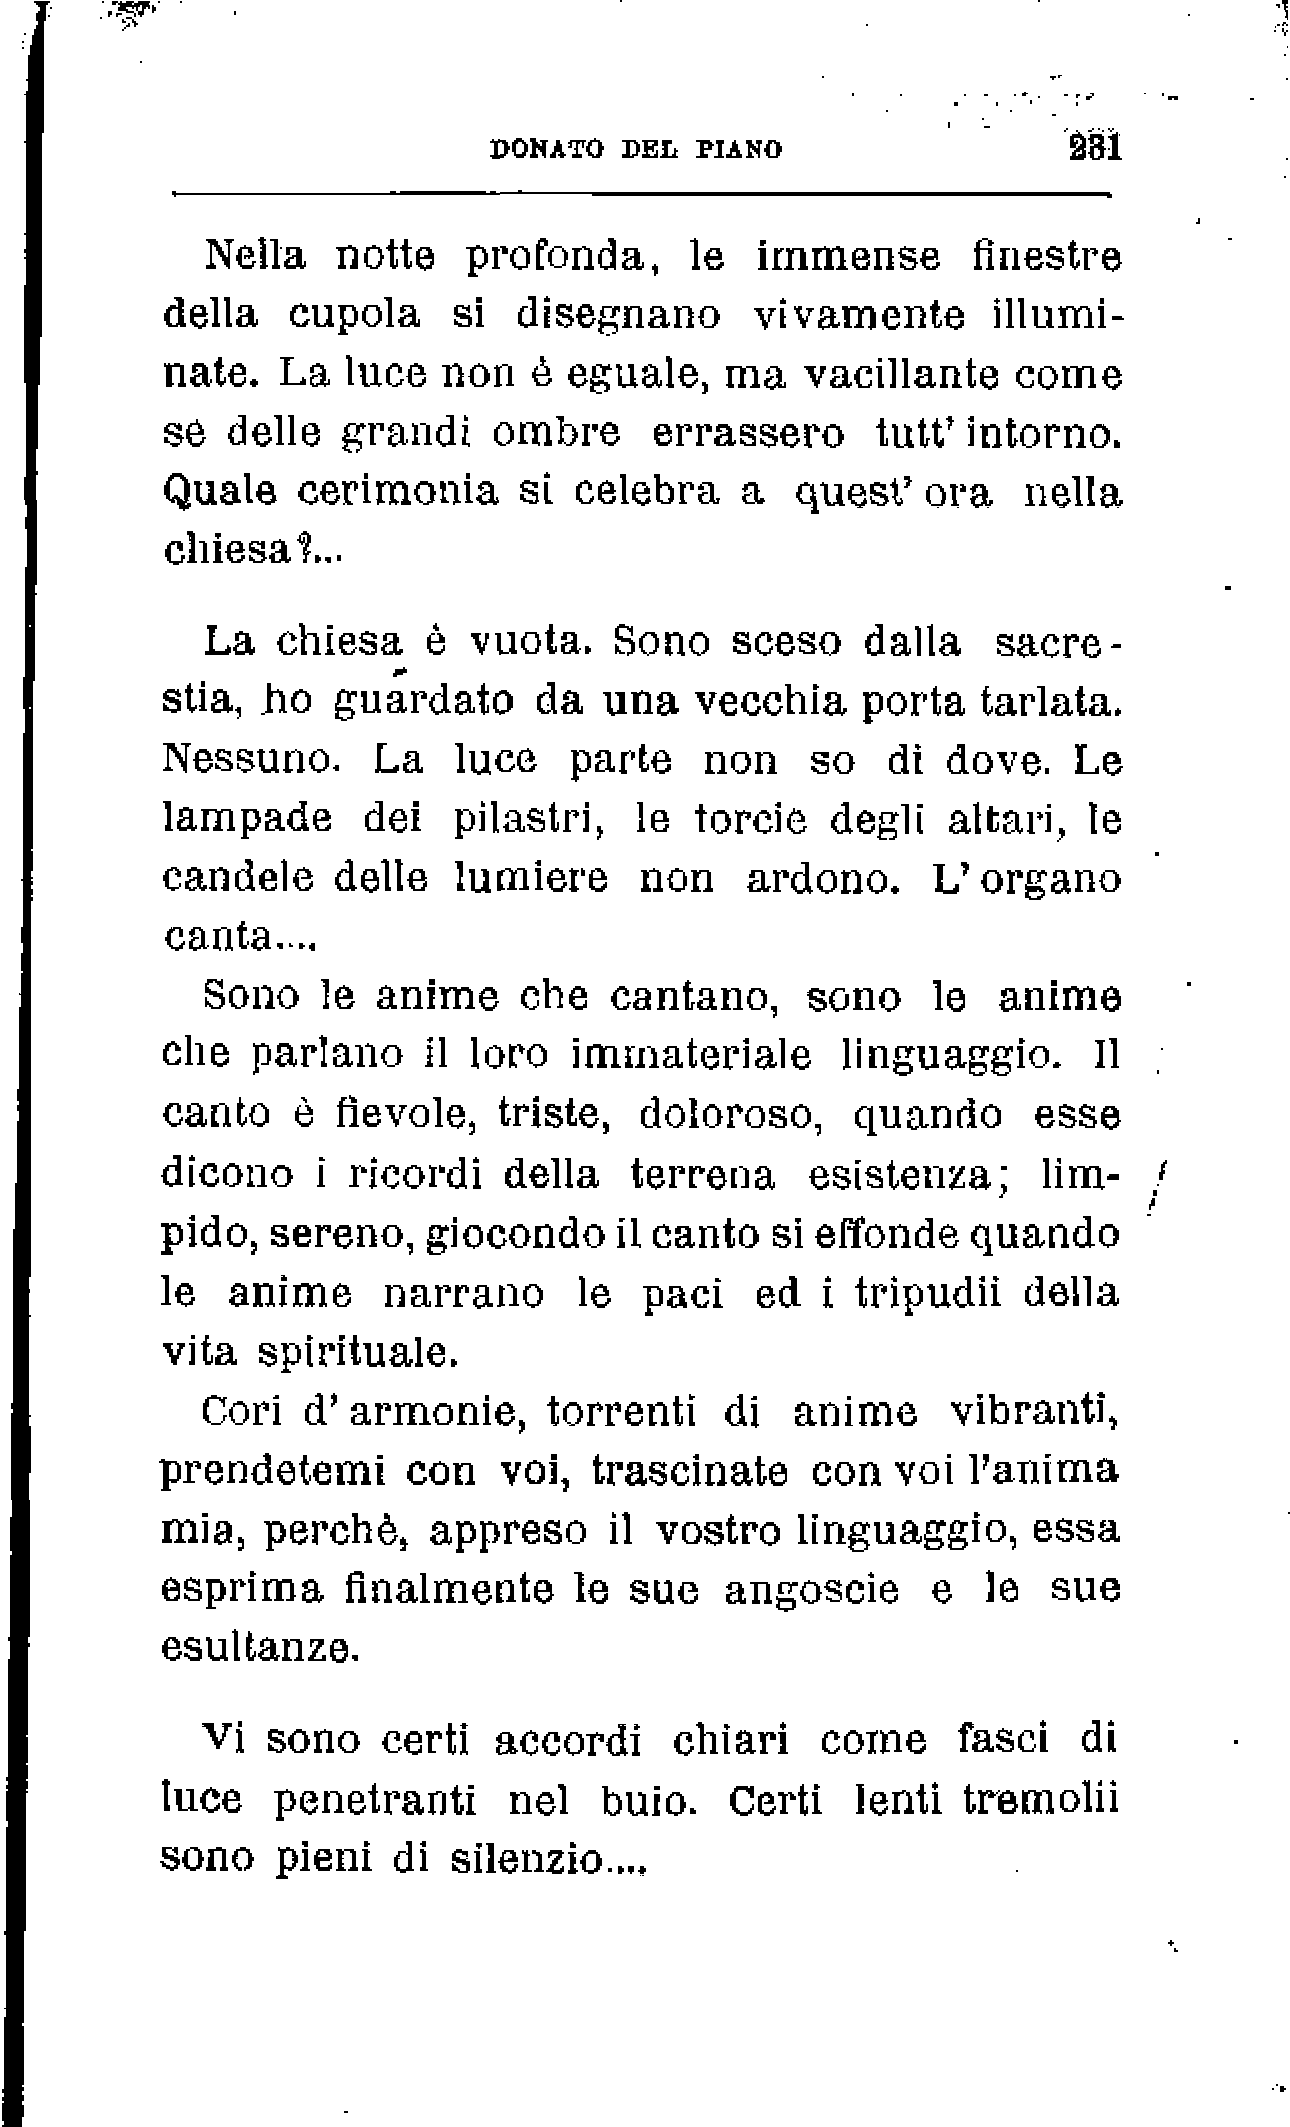 DONATO DEL PIANO 231
Nella notte profonda, le immense finestre
della cupola si disegnano vivamente illumi-
nate. La luce non è eguale, ma vacillante come
se delle grandi ombre errassero tutt' intorno.
Quale cerimonia si celebra a quest' ora nella
chiesa?...
La chiesa è vuota. Sono sceso dalla sacre-
stia, ho guardato da una vecchia porta tarlata.
Nessuno. La luce parte non so di dove. Le
lampade dei pilastri, le torcie degli altari, le
candele delle lumiere non ardono. L' organo
canta....
Sono le anime che cantano, sono le anime
che parlano il loro immateriale linguaggio. Il
canto è fievole, triste, doloroso, quando esse
dicono i ricordi della terrena esistenza; lim-
pido, sereno, giocondo il canto si effonde quando
le anime narrano le paci ed i tripudii della
vita spirituale.
Cori d' armonie, torrenti di anime vibranti,
prendetemi con voi, trascinate con voi l'anima
mia, perchè, appreso il vostro linguaggio, essa
esprima finalmente le sue angoscie e le sue
esultanze.
Vi sono certi accordi chiari come fasci di
luce penetranti nel buio. Certi lenti tremolii
sono pieni di silenzio....